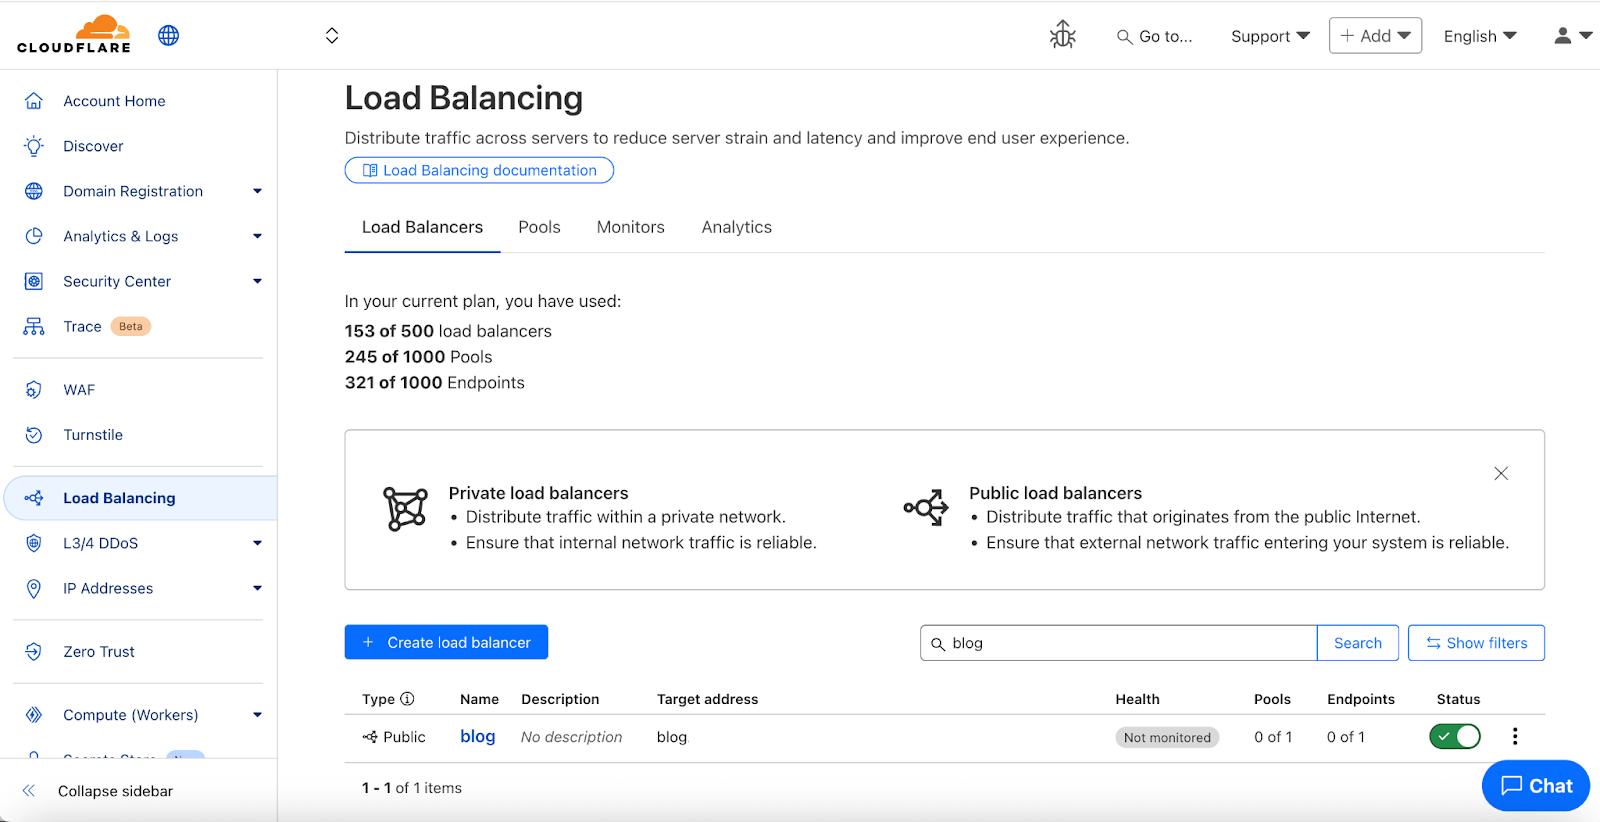 CLOUDFLARE
Go to...
Support
+ Add
English
Account Home
Discover
Domain Registration
Analytics & Logs
Security Center
Trace Beta
WAF
Turnstile
Load Balancing
L3/4 DDoS
IP Addresses
Zero Trust
Compute (Workers)
Collapse sidebar
Load Balancing
Distribute traffic across servers to reduce server strain and latency and improve end user experience.
Load Balancing documentation
Load Balancers Pools Monitors Analytics
In your current plan, you have used:
153 of 500 load balancers
245 of 1000 Pools
321 of 1000 Endpoints
Private load balancers
• Distribute traffic within a private network.
• Ensure that internal network traffic is reliable.
Public load balancers
• Distribute traffic that originates from the public Internet.
• Ensure that external network traffic entering your system is reliable.
+ Create load balancer
blog
Search
Show filters
Type Name Description Target address Health Pools Endpoints Status
Public blog No description blog. Not monitored 0 of 1 0 of 1
1 - 1 of 1 items
Chat